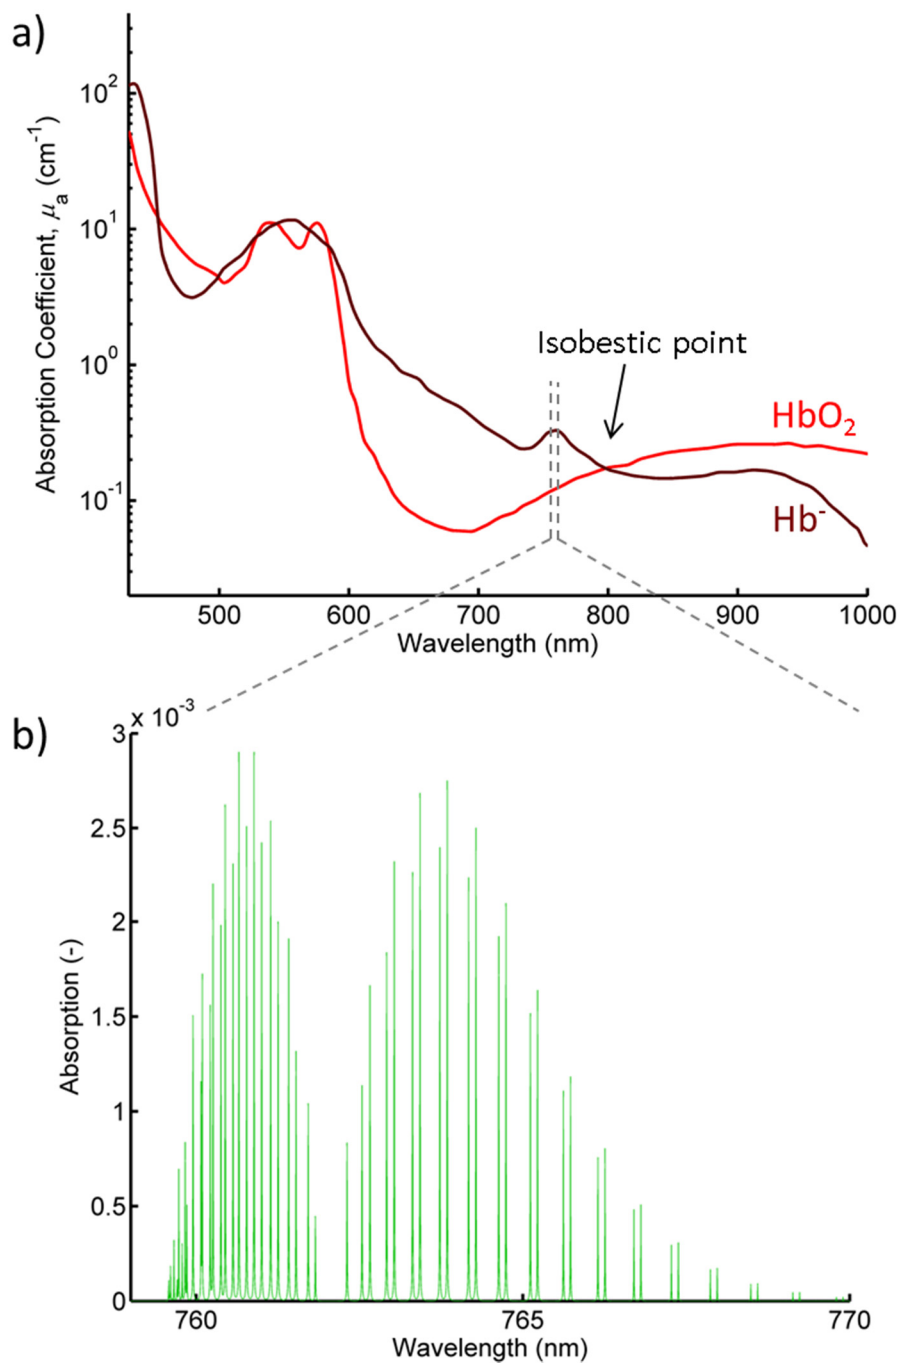 a)
Absorption Coefficient, μa (cm-1)
10²
10¹
10⁰
10⁻¹
Isobestic point
HbO₂
Hb⁻
500 600 700 800 900 1000
Wavelength (nm)
b)
x 10⁻³
3
2.5
2
1.5
1
0.5
0
Absorption (-)
760 765 770
Wavelength (nm)